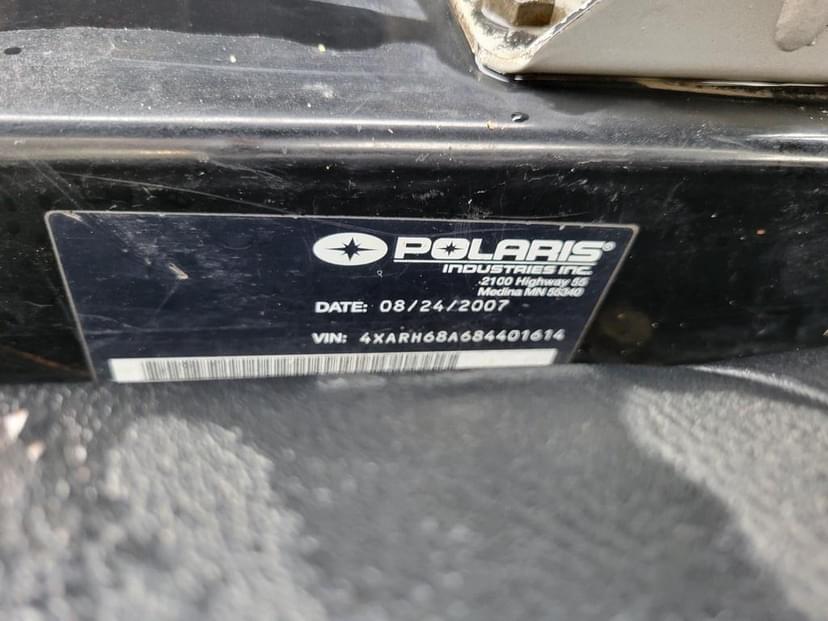 POLARIS®
INDUSTRIES INC.
2100 Highway 55
Medina MN 55340
DATE: 08/24/2007
VIN: 4XARH68A684401614